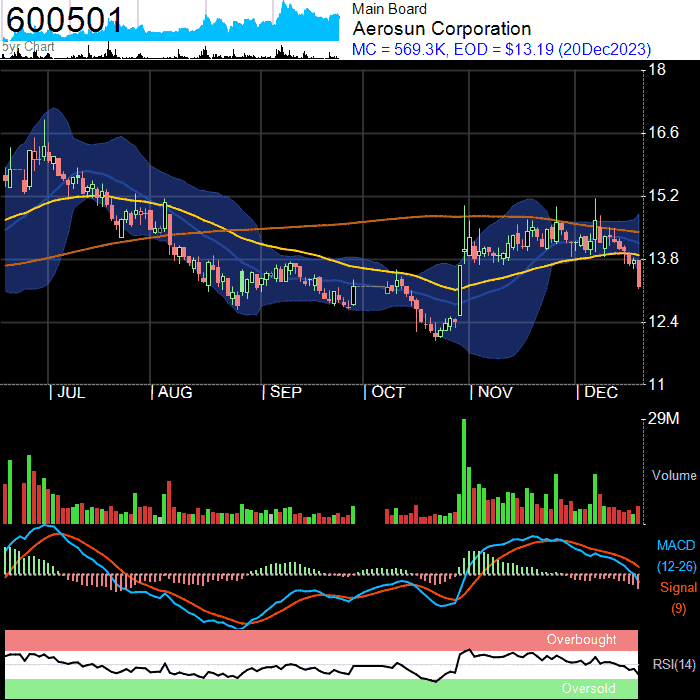 600501
5yr Chart
Main Board
Aerosun Corporation
MC = 569.3K, EOD = $13.19 (20Dec2023)
18
16.6
15.2
13.8
12.4
11
| JUL | AUG | SEP | OCT | NOV | DEC
29M
Volume
MACD
(12-26)
Signal
(9)
Overbought
RSI(14)
Oversold